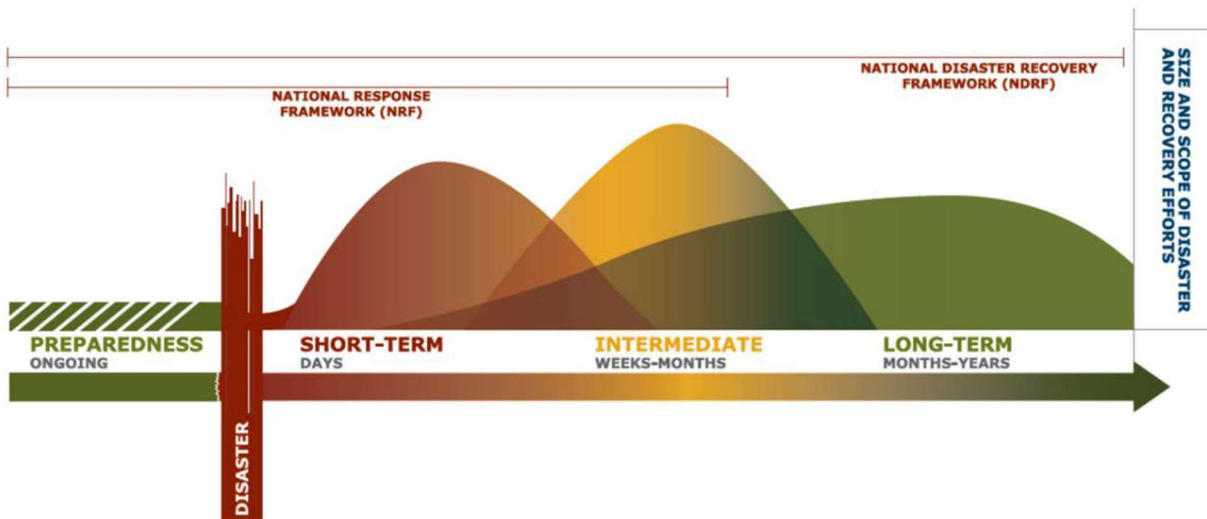 NATIONAL DISASTER RECOVERY
FRAMEWORK (NDRF)
NATIONAL RESPONSE
FRAMEWORK (NRF)
SIZE AND SCOPE OF DISASTER
AND RECOVERY EFFORTS
PREPAREDNESS
ONGOING
SHORT-TERM
DAYS
INTERMEDIATE
WEEKS-MONTHS
LONG-TERM
MONTHS-YEARS
DISASTER